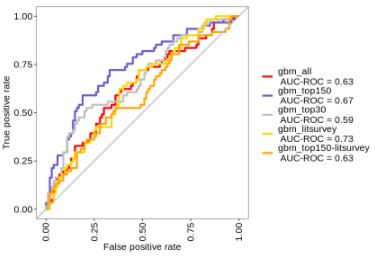 1.00
0.75
0.50
0.25
0.00
True positive rate
0.00
0.25
0.50
0.75
1.00
False positive rate
gbm_all
AUC-ROC = 0.63
gbm_top150
AUC-ROC = 0.67
gbm_top30
AUC-ROC = 0.59
gbm_litsurvey
AUC-ROC = 0.73
gbm_top150-litsurvey
AUC-ROC = 0.63